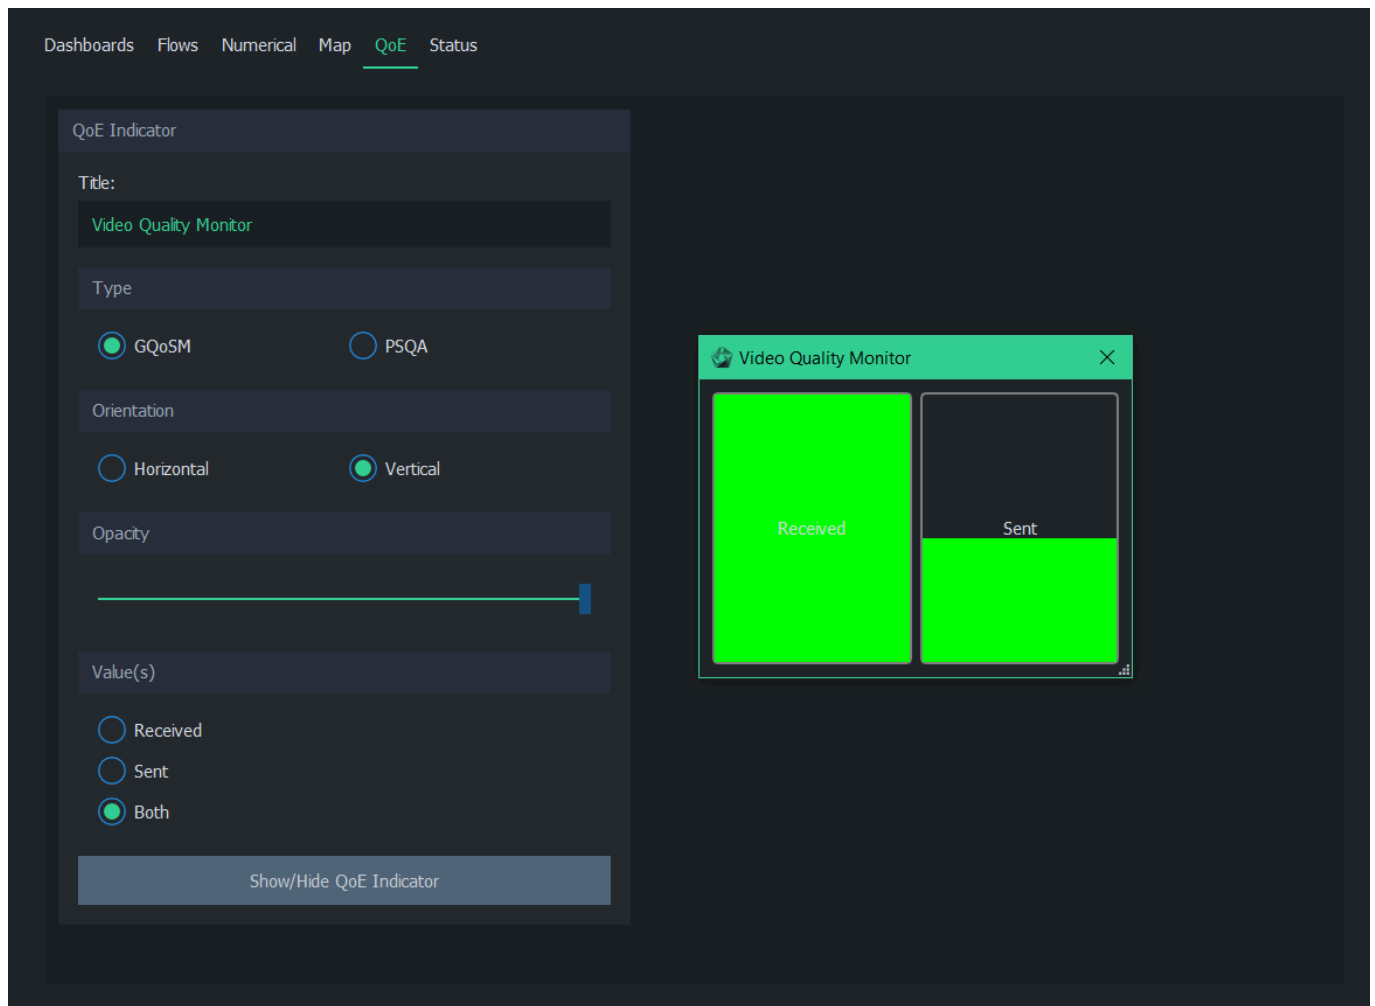 Dashboards Flows Numerical Map QoE Status
QoE Indicator
Title:
Video Quality Monitor
Type
GQoSM PSQA
Orientation
Horizontal Vertical
Opacity
Value(s)
Received
Sent
Both
Show/Hide QoE Indicator
Video Quality Monitor
Received Sent